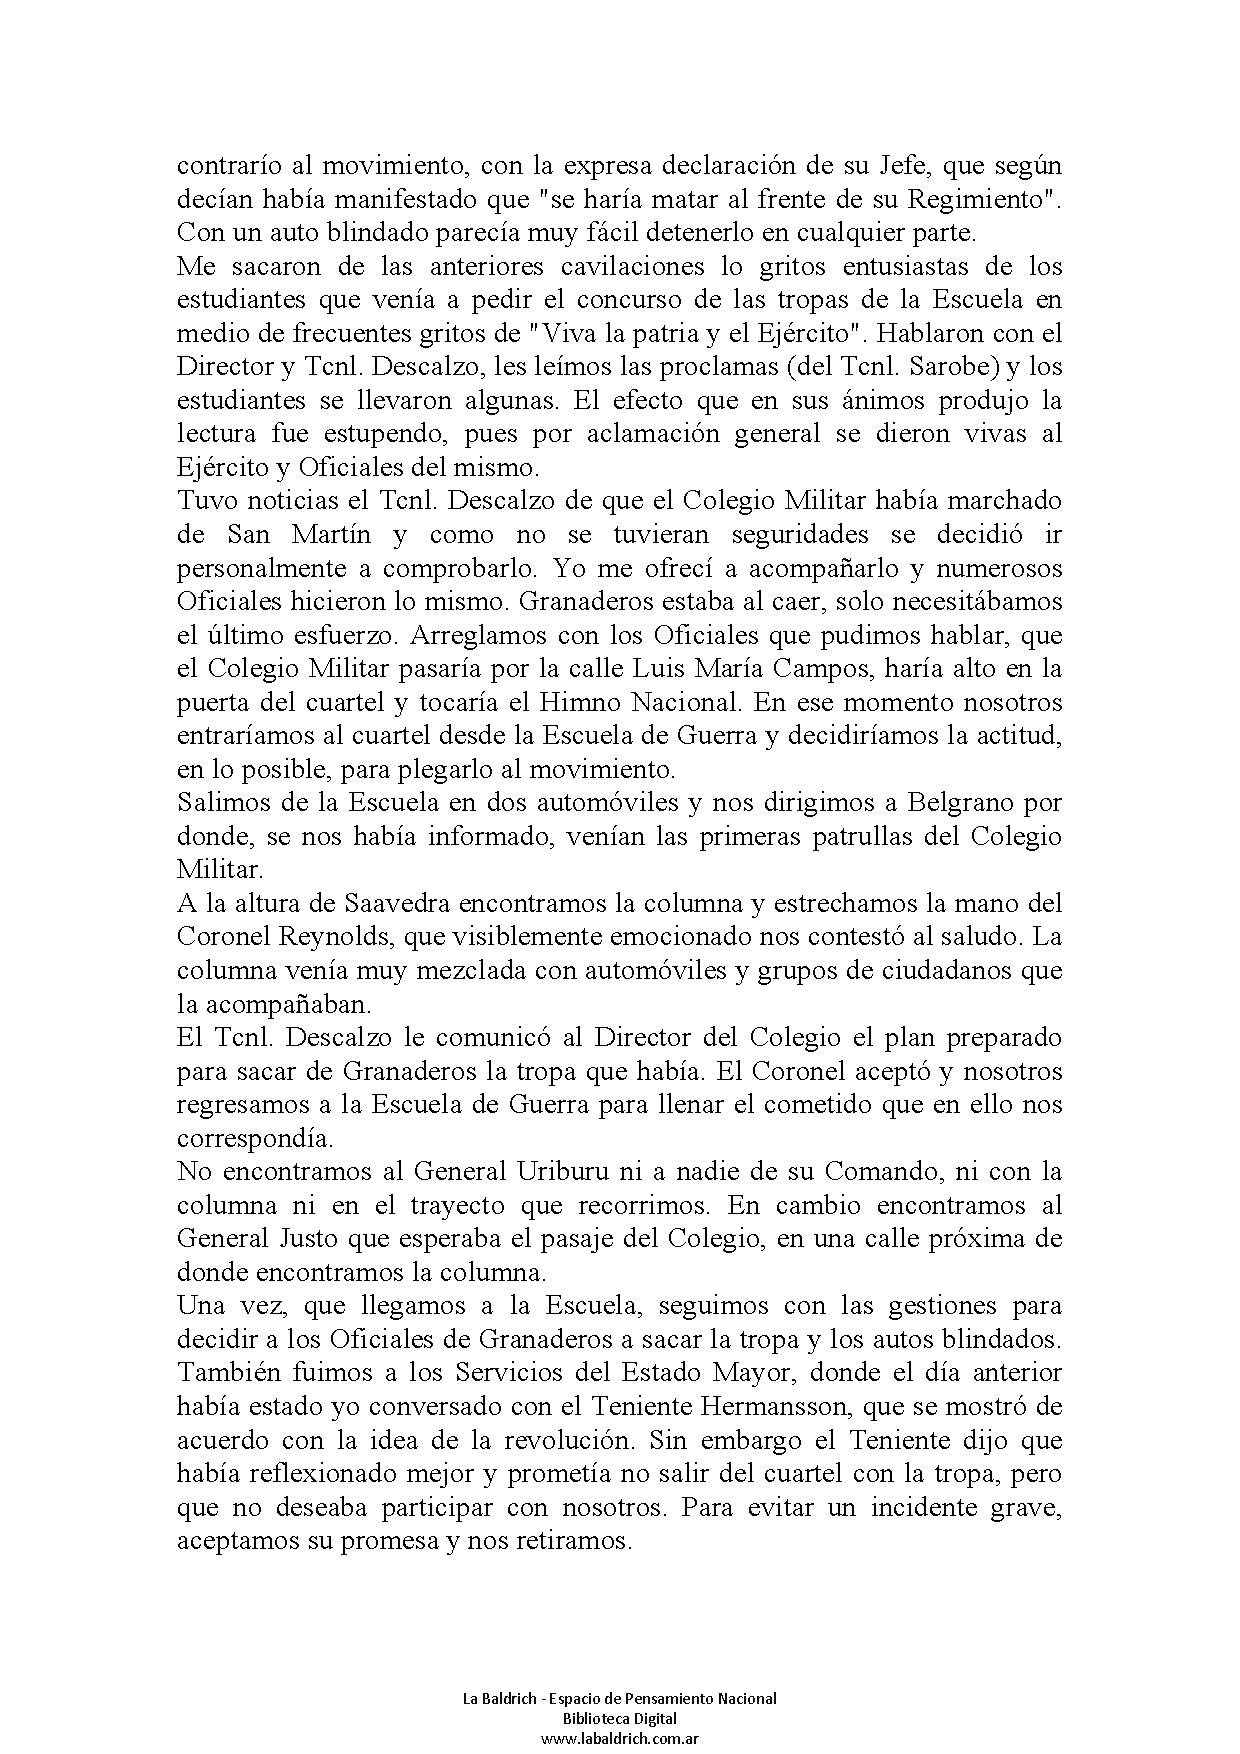 contrarío al movimiento, con la expresa declaración de su Jefe, que según
decían había manifestado que "se haría matar al frente de su Regimiento".
Con un auto blindado parecía muy fácil detenerlo en cualquier parte.
Me sacaron de las anteriores cavilaciones lo gritos entusiastas de los
estudiantes que venía a pedir el concurso de las tropas de la Escuela en
medio de frecuentes gritos de "Viva la patria y el Ejército". Hablaron con el
Director y Tcnl. Descalzo, les leímos las proclamas (del Tcnl. Sarobe) y los
estudiantes se llevaron algunas. El efecto que en sus ánimos produjo la
lectura fue estupendo, pues por aclamación general se dieron vivas al
Ejército y Oficiales del mismo.
Tuvo noticias el Tcnl. Descalzo de que el Colegio Militar había marchado
de San Martín y como no se tuvieran seguridades se decidió ir
personalmente a comprobarlo. Yo me ofrecí a acompañarlo y numerosos
Oficiales hicieron lo mismo. Granaderos estaba al caer, solo necesitábamos
el último esfuerzo. Arreglamos con los Oficiales que pudimos hablar, que
el Colegio Militar pasaría por la calle Luis María Campos, haría alto en la
puerta del cuartel y tocaría el Himno Nacional. En ese momento nosotros
entraríamos al cuartel desde la Escuela de Guerra y decidiríamos la actitud,
en lo posible, para plegarlo al movimiento.
Salimos de la Escuela en dos automóviles y nos dirigimos a Belgrano por
donde, se nos había informado, venían las primeras patrullas del Colegio
Militar.
A la altura de Saavedra encontramos la columna y estrechamos la mano del
Coronel Reynolds, que visiblemente emocionado nos contestó al saludo. La
columna venía muy mezclada con automóviles y grupos de ciudadanos que
la acompañaban.
El Tcnl. Descalzo le comunicó al Director del Colegio el plan preparado
para sacar de Granaderos la tropa que había. El Coronel aceptó y nosotros
regresamos a la Escuela de Guerra para llenar el cometido que en ello nos
correspondía.
No encontramos al General Uriburu ni a nadie de su Comando, ni con la
columna ni en el trayecto que recorrimos. En cambio encontramos al
General Justo que esperaba el pasaje del Colegio, en una calle próxima de
donde encontramos la columna.
Una vez, que llegamos a la Escuela, seguimos con las gestiones para
decidir a los Oficiales de Granaderos a sacar la tropa y los autos blindados.
También fuimos a los Servicios del Estado Mayor, donde el día anterior
había estado yo conversado con el Teniente Hermansson, que se mostró de
acuerdo con la idea de la revolución. Sin embargo el Teniente dijo que
había reflexionado mejor y prometía no salir del cuartel con la tropa, pero
que no deseaba participar con nosotros. Para evitar un incidente grave,
aceptamos su promesa y nos retiramos.
La Baldrich - Espacio de Pensamiento Nacional
Biblioteca Digital
www.labaldrich.com.ar